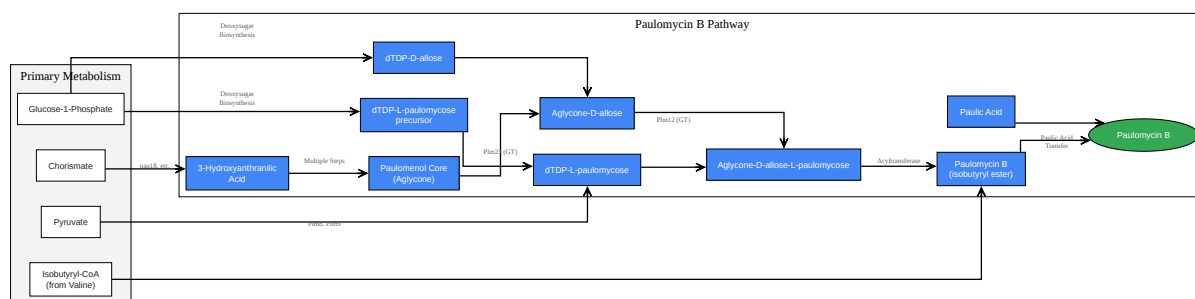 Paulomycin B Pathway
Deoxysugar
Biosynthesis
dTDP-D-allose
Primary Metabolism
Glucose-1-Phosphate
Deoxysugar
Biosynthesis
dTDP-L-paulomycose
precursor
Aglycone-D-allose
Plm12 (GT)
Paulic Acid
Paulomycin B
Paulic Acid
Transfer
Chorismate
nau18, etc.
3-Hydroxyanthranilic
Acid
Multiple Steps
Paulomenol Core
(Aglycone)
Plm23 (GT)
dTDP-L-paulomycose
Aglycone-D-allose-L-paulomycose
Acyltransferase
Paulomycin B
(isobutyryl ester)
Pyruvate
Isobutyryl-CoA
(from Valine)